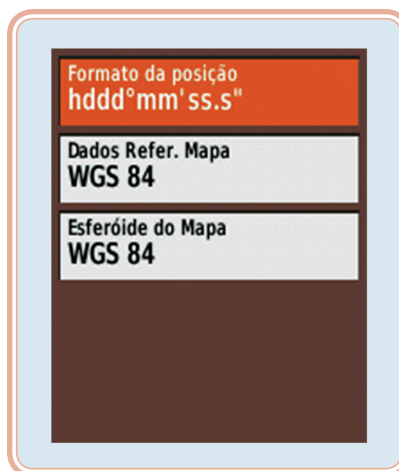 Formato da posição
hddd°mm'ss.s"
Dados Refer. Mapa
WGS 84
Esferóide do Mapa
WGS 84